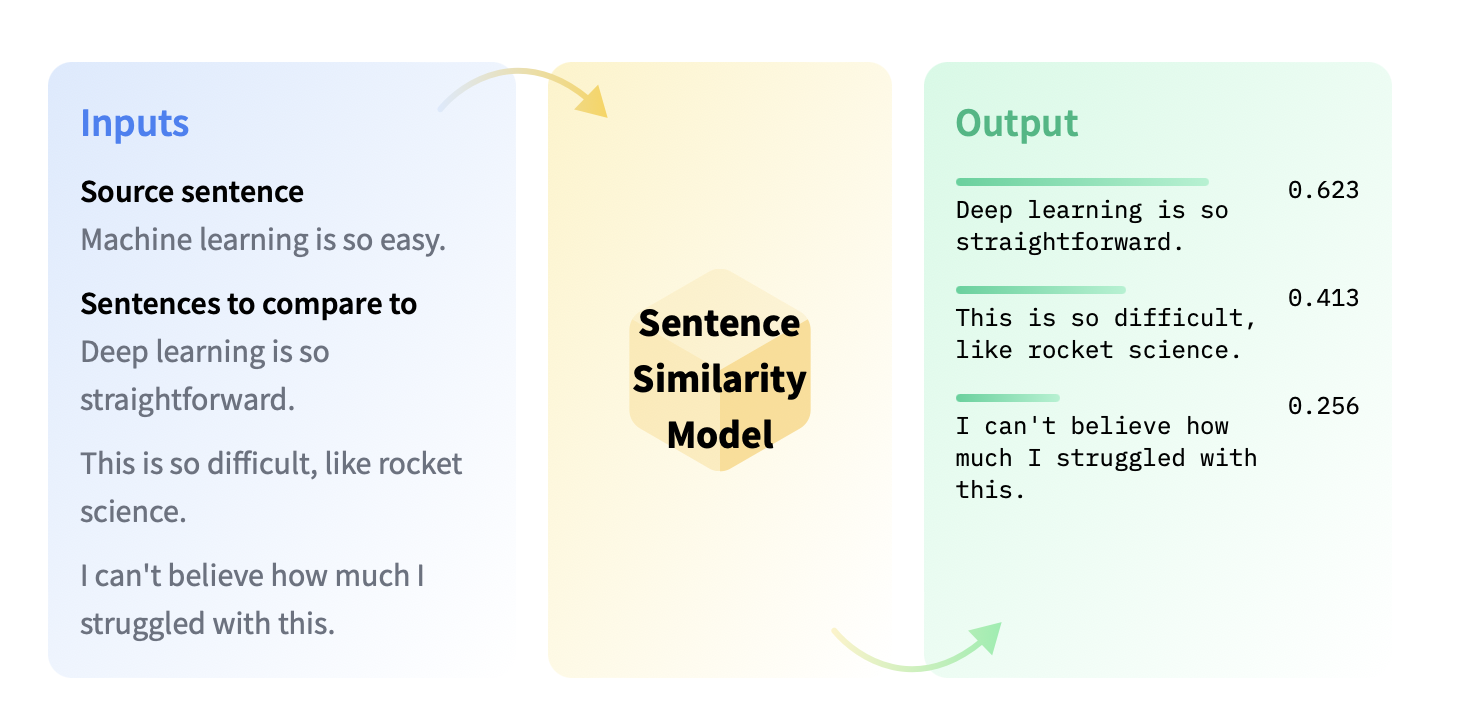 Inputs
Source sentence
Machine learning is so easy.
Sentences to compare to
Deep learning is so
straightforward.
This is so difficult, like rocket
science.
I can't believe how much I
struggled with this.
Sentence
Similarity
Model
Output
Deep learning is so
straightforward.
0.623
This is so difficult,
like rocket science.
0.413
I can't believe how
much I struggled with
this.
0.256